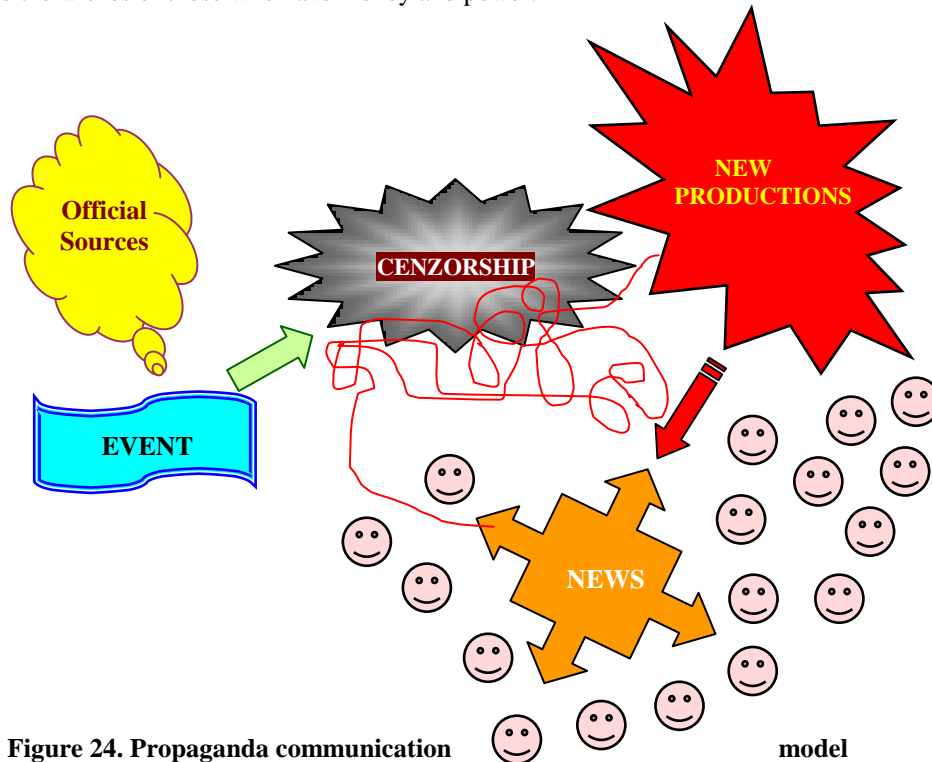 Official
Sources
EVENT
CENZORSHIP
NEW
PRODUCTIONS
NEWS
Figure 24. Propaganda communication model